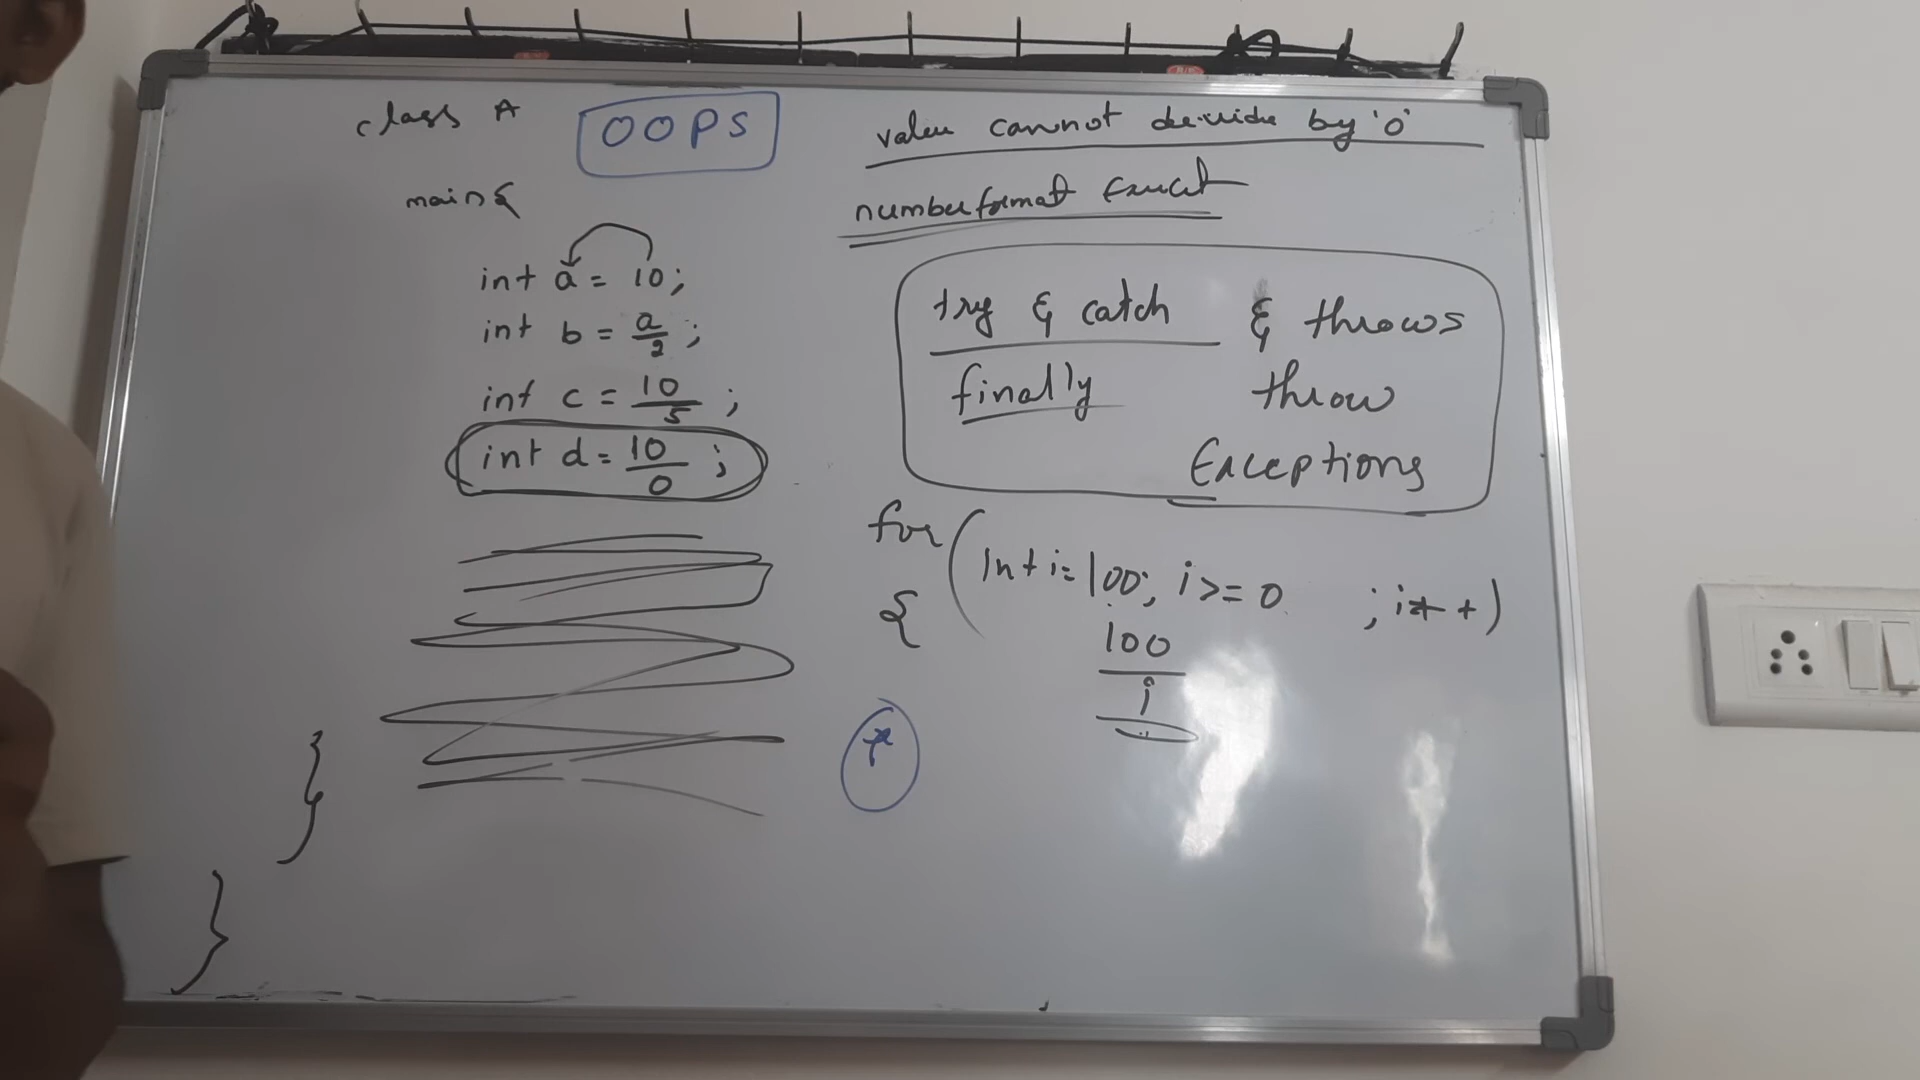 class A
OOPS
main{
int a = 10;
int b = a/2;
int c = 10/5;
int d = 10/0;
}
}
value cannot devide by '0'
numberformat
try & catch & throws
finally throw
Exceptions
for (int i=100; i>=0 ; i++)
{
100
i
*